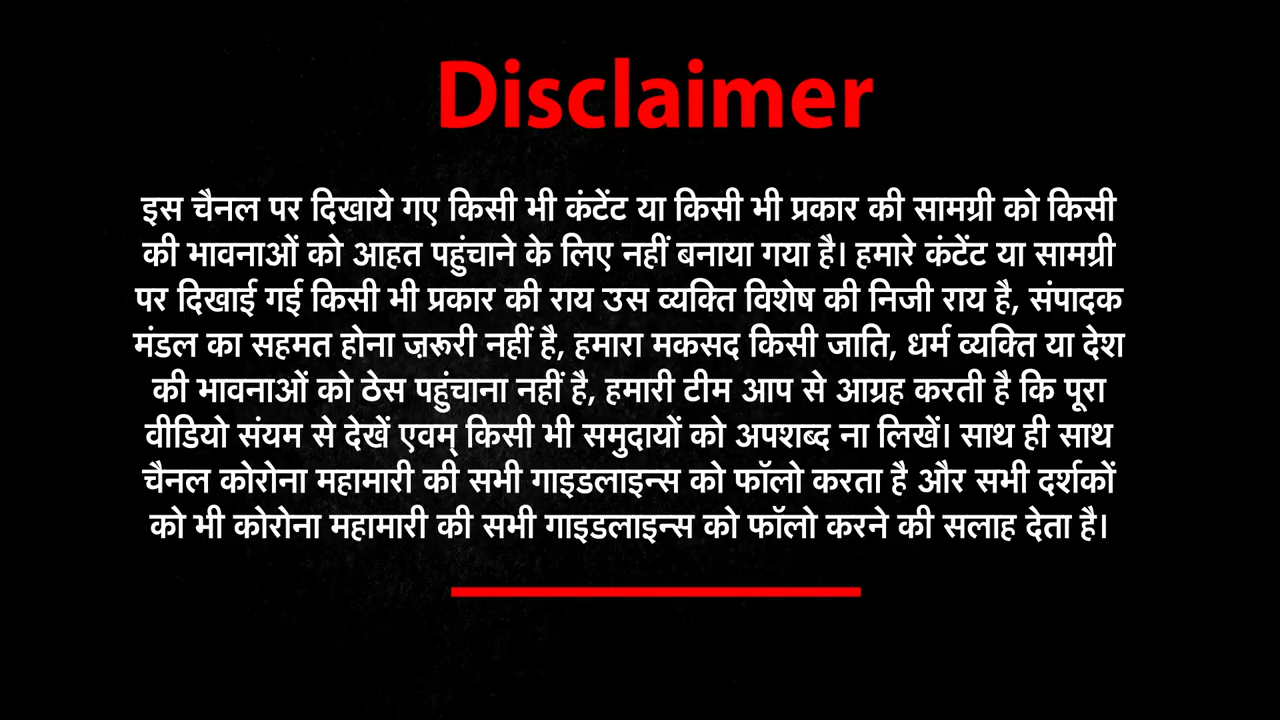 Disclaimer
इस चैनल पर दिखाये गए किसी भी कंटेंट या किसी भी प्रकार की सामग्री को किसी
की भावनाओं को आहत पहुंचाने के लिए नहीं बनाया गया है। हमारे कंटेंट या सामग्री
पर दिखाई गई किसी भी प्रकार की राय उस व्यक्ति विशेष की निजी राय है, संपादक
मंडल का सहमत होना ज़रूरी नहीं है, हमारा मकसद किसी जाति, धर्म व्यक्ति या देश
की भावनाओं को ठेस पहुंचाना नहीं है, हमारी टीम आप से आग्रह करती है कि पूरा
वीडियो संयम से देखें एवम् किसी भी समुदायों को अपशब्द ना लिखें। साथ ही साथ
चैनल कोरोना महामारी की सभी गाइडलाइन्स को फॉलो करता है और सभी दर्शकों
को भी कोरोना महामारी की सभी गाइडलाइन्स को फॉलो करने की सलाह देता है।